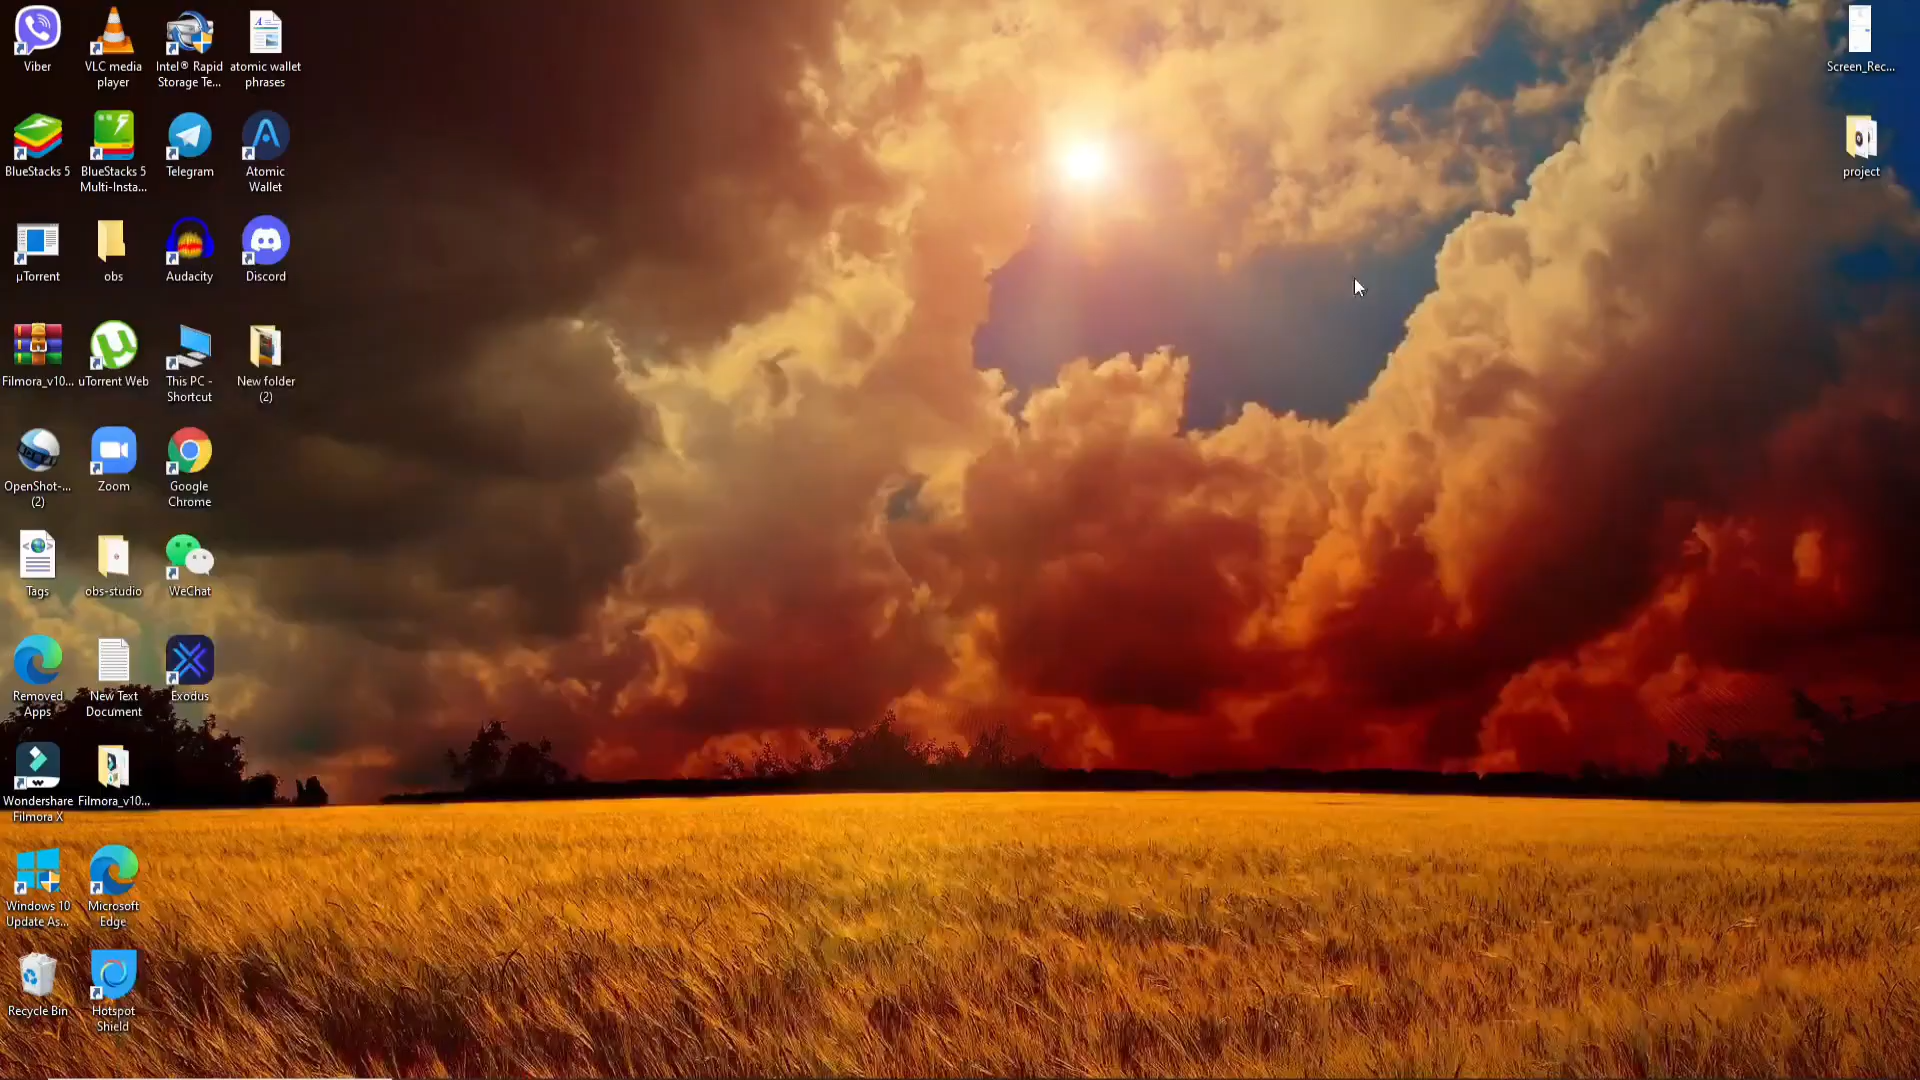 Viber
VLC media
player
Intel® Rapid
Storage Te...
atomic wallet
phrases
Screen_Rec...
BlueStacks 5
BlueStacks 5
Multi-Insta...
Telegram
Atomic
Wallet
project
µTorrent
obs
Audacity
Discord
Filmora_v10...
uTorrent Web
This PC -
Shortcut
New folder
(2)
OpenShot-...
(2)
Zoom
Google
Chrome
Tags
obs-studio
WeChat
Removed
Apps
New Text
Document
Exodus
Wondershare
Filmora X
Filmora_v10...
Windows 10
Update As...
Microsoft
Edge
Recycle Bin
Hotspot
Shield